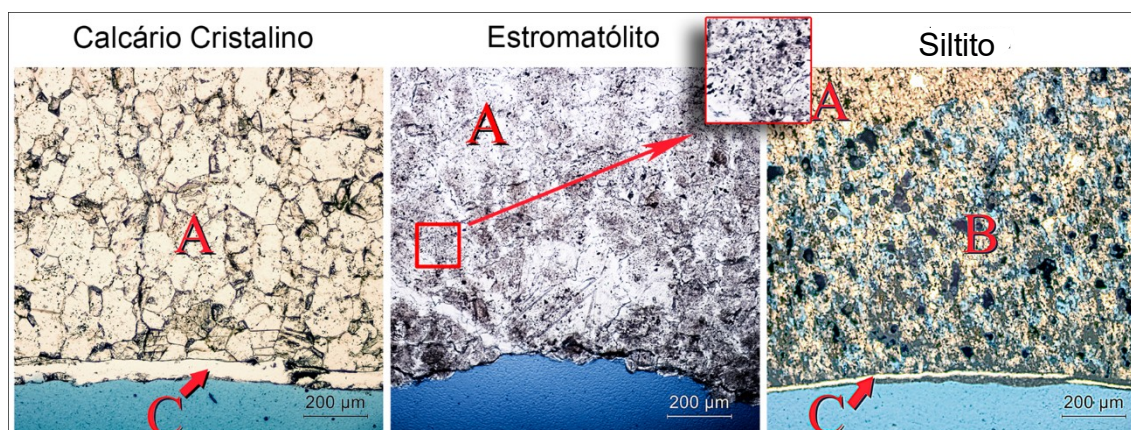 Calcário Cristalino
Estromatólito
Siltito
A
A
A
B
C
C
200 µm
200 µm
200 µm